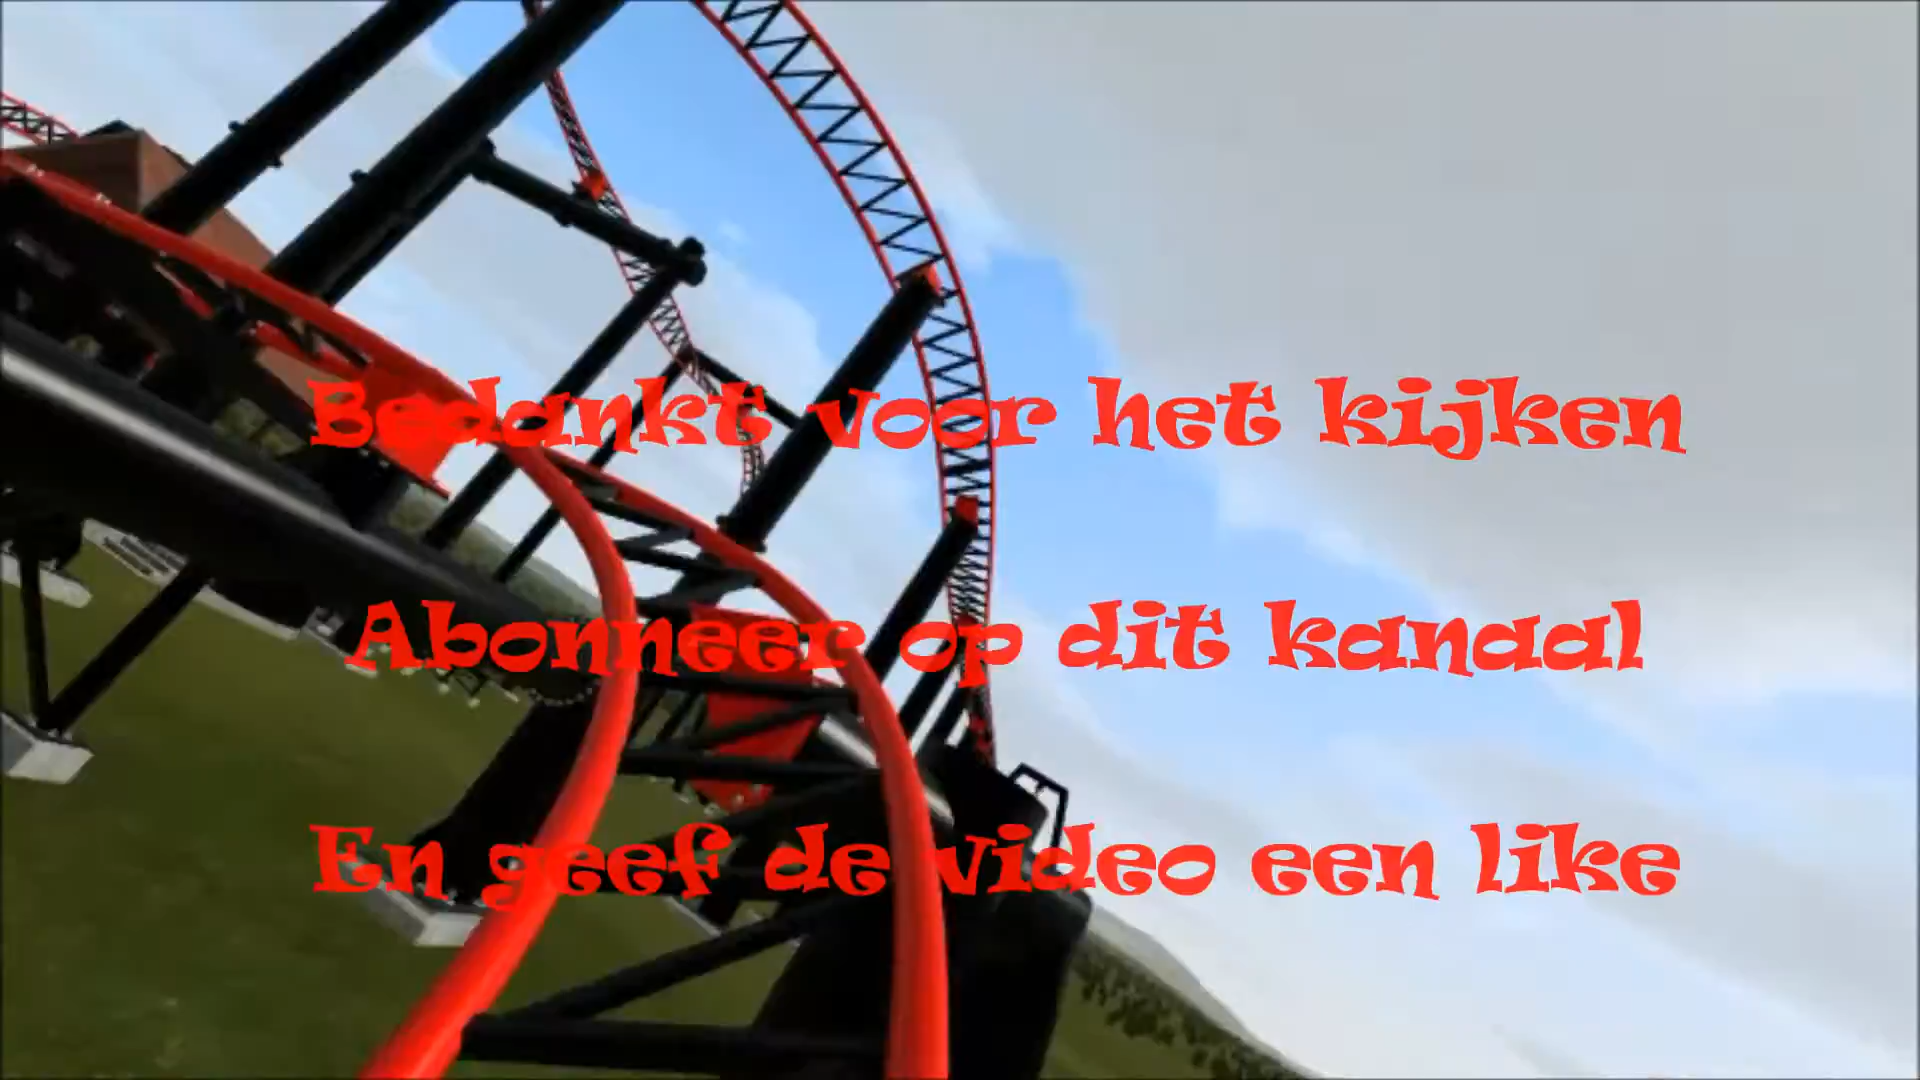 Bedankt voor het kijken
Abonneer op dit kanaal
En geef de video een like